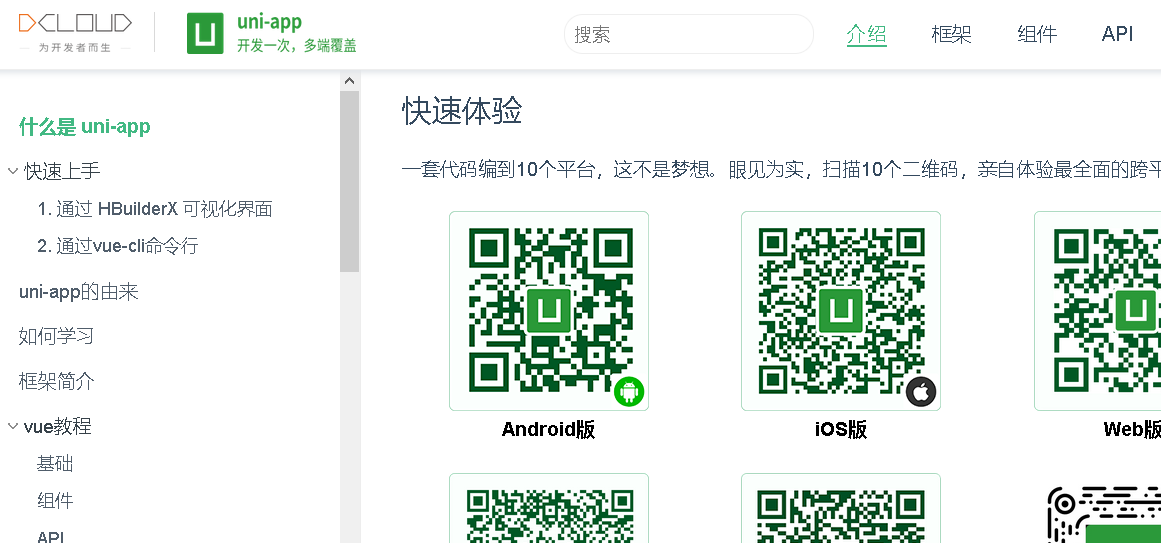 DCLOUD
为开发者而生
uni-app
开发一次，多端覆盖
搜索
介绍
框架
组件
API
什么是 uni-app
快速上手
1. 通过 HBuilderX 可视化界面
2. 通过vue-cli命令行
uni-app的由来
如何学习
框架简介
vue教程
基础
组件
API
快速体验
一套代码编到10个平台，这不是梦想。眼见为实，扫描10个二维码，亲自体验最全面的跨平
Android版
iOS版
Web版